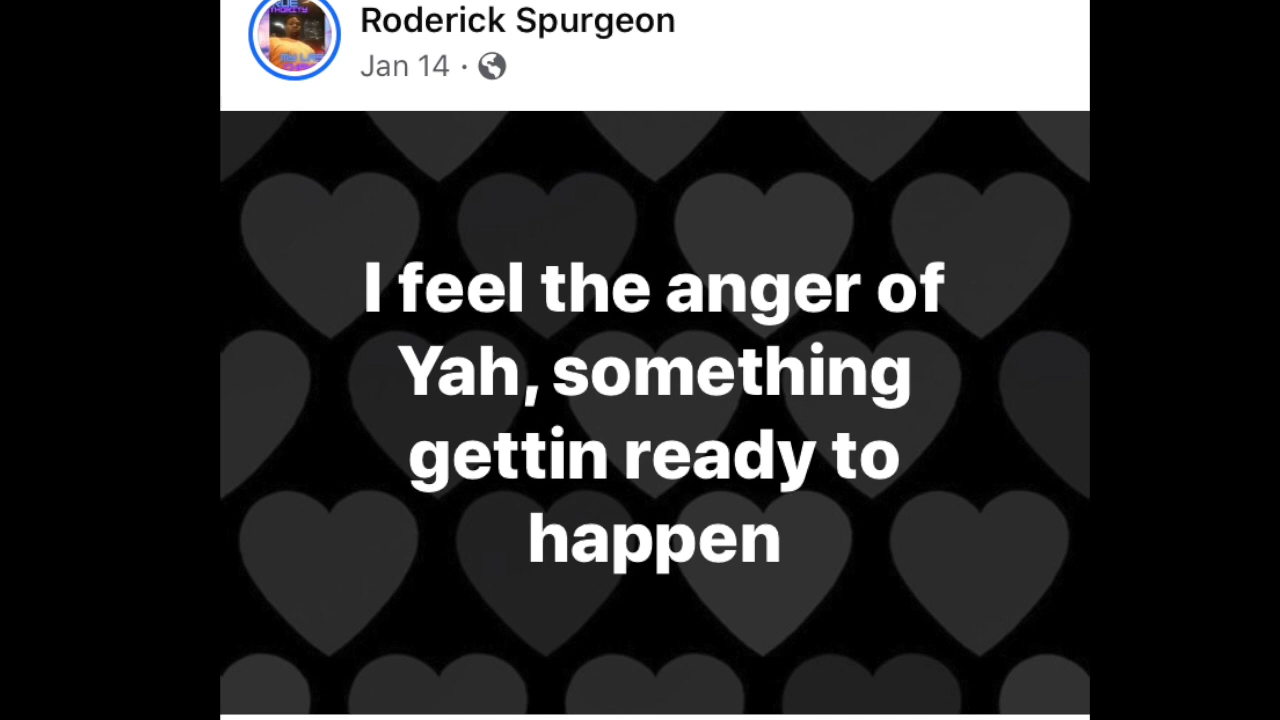 Roderick Spurgeon
Jan 14 ·
I feel the anger of
Yah, something
gettin ready to
happen